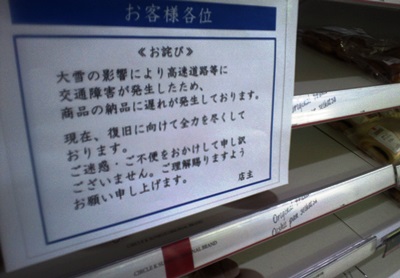 お客様各位
≪お詫び≫
大雪の影響により高速道路等に
交通障害が発生したため、
商品の納品に遅れが発生しております。
現在、復旧に向けて全力を尽くして
おります。
ご迷惑・ご不便をおかけして申し訳
ございません。ご理解賜りますよう
お願い申し上げます。
店主
CIRCLE K
BRAND
Original